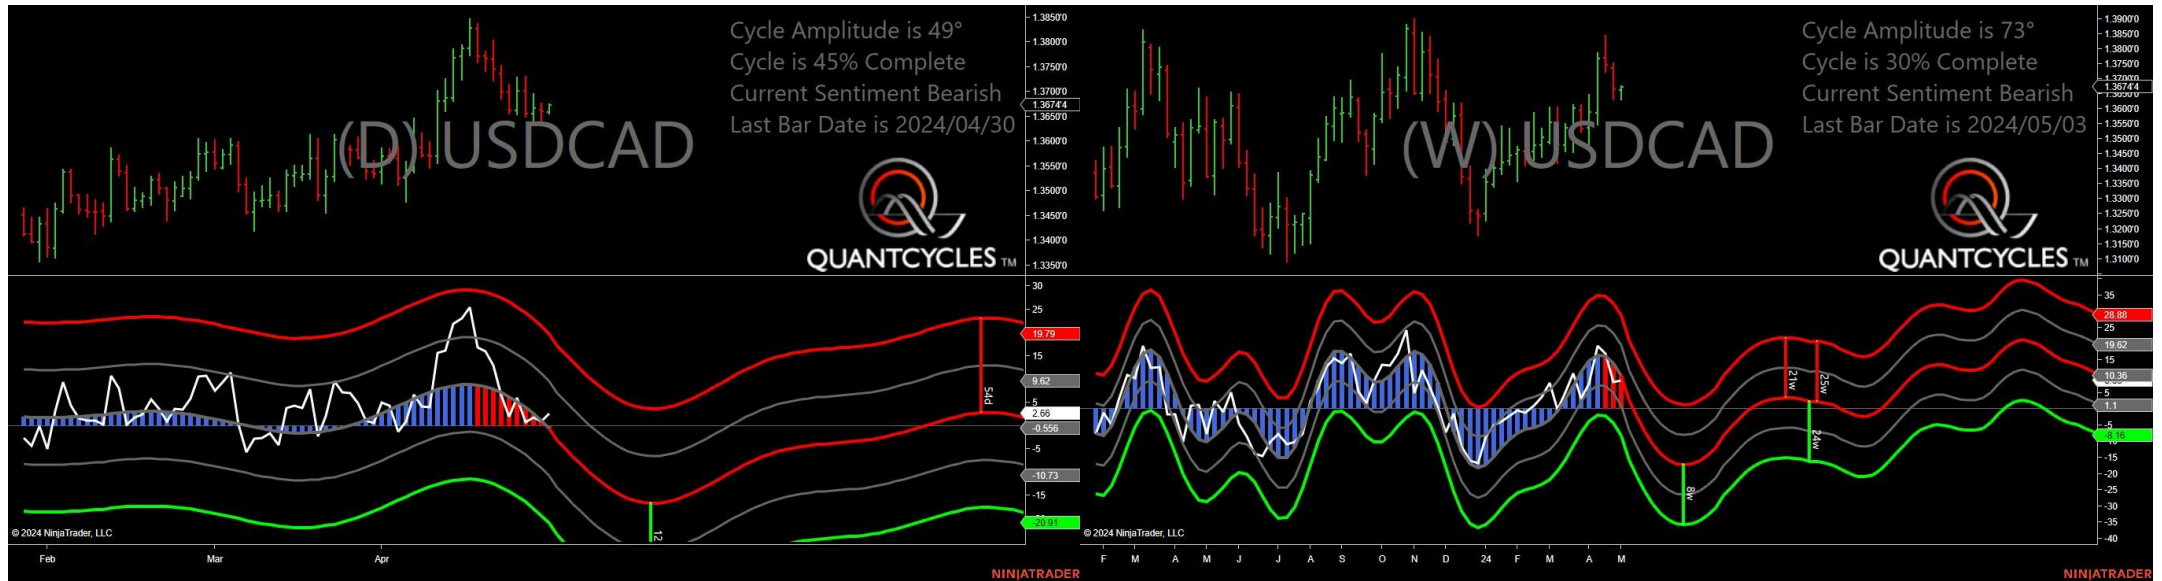 Cycle Amplitude is 49°
Cycle is 45% Complete
Current Sentiment Bearish
Last Bar Date is 2024/04/30
(D) USDCAD
QUANTCYCLES TM
1.3850'0
1.3800'0
1.3750'0
1.3700'0
1.3674'4
1.3650'0
1.3600'0
1.3550'0
1.3500'0
1.3450'0
1.3400'0
1.3350'0
30
25
19.79
15
9.62
5
2.66
-0.556
-5
-10.73
-15
-20.91
54d
12
© 2024 NinjaTrader, LLC
Feb Mar Apr
NINJATRADER
Cycle Amplitude is 73°
Cycle is 30% Complete
Current Sentiment Bearish
Last Bar Date is 2024/05/03
(W) USDCAD
QUANTCYCLES TM
1.3900'0
1.3850'0
1.3800'0
1.3750'0
1.3674'4
1.3600'0
1.3550'0
1.3500'0
1.3450'0
1.3400'0
1.3350'0
1.3300'0
1.3250'0
1.3200'0
1.3150'0
1.3100'0
35
28.88
25
19.62
15
10.36
5
1.1
-5
-8.16
-15
-20
-25
-30
-35
-40
21w
25w
24w
8w
© 2024 NinjaTrader, LLC
F M A M J J A S O N D 24 F M A M
NINJATRADER